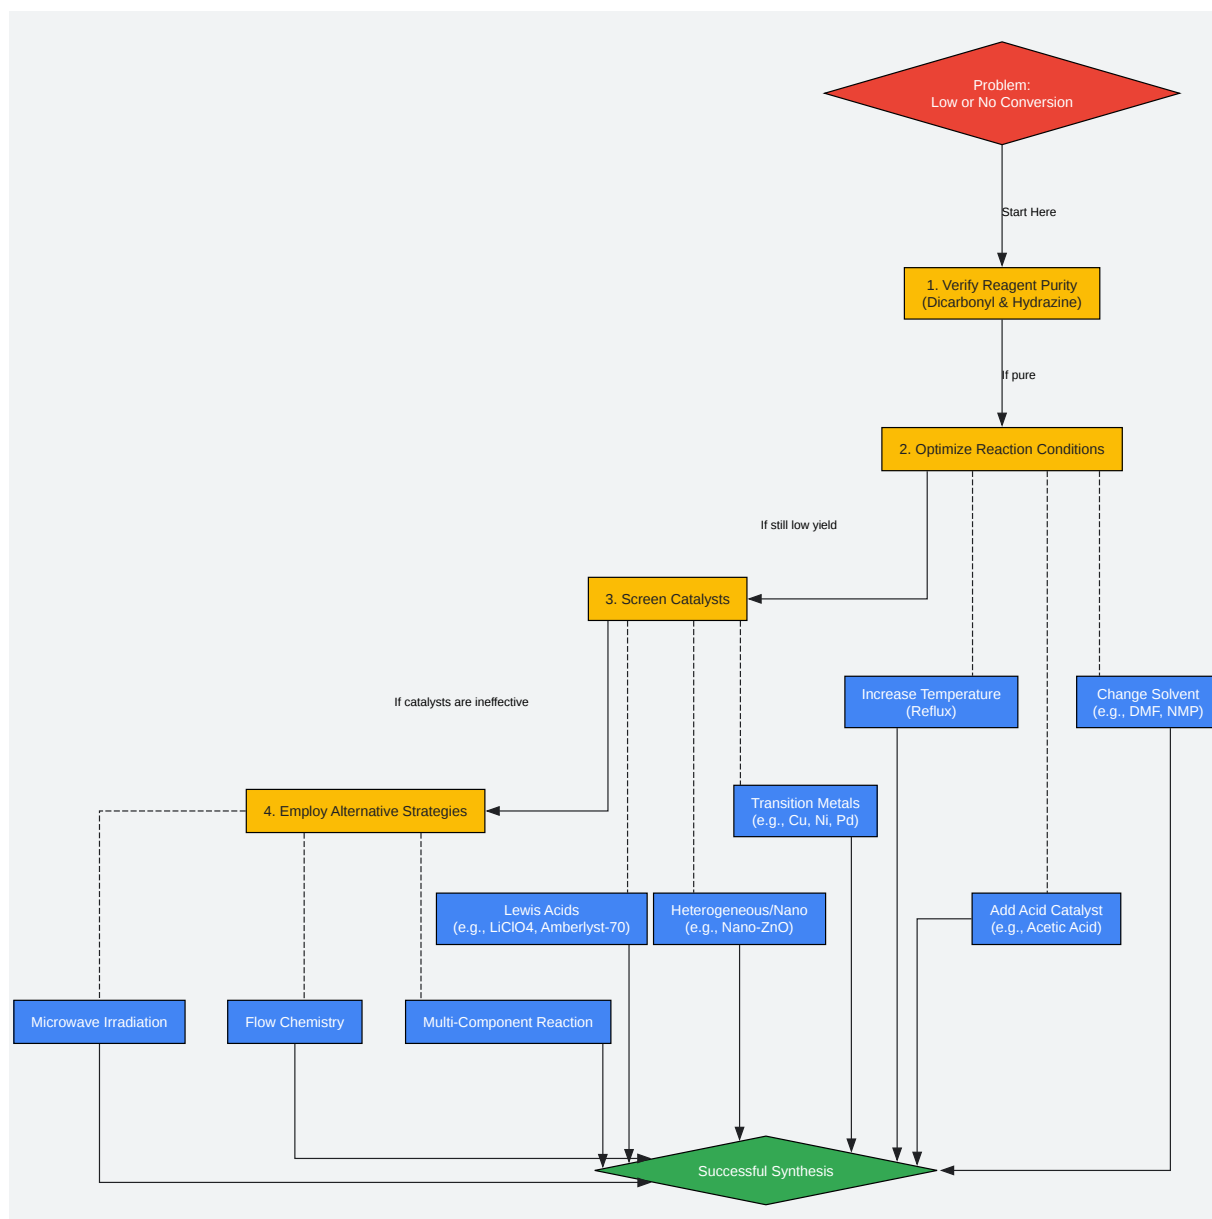 Problem:
Low or No Conversion
Start Here
1. Verify Reagent Purity
(Dicarbonyl & Hydrazine)
If pure
2. Optimize Reaction Conditions
If still low yield
3. Screen Catalysts
Increase Temperature
(Reflux)
Change Solvent
(e.g., DMF, NMP)
If catalysts are ineffective
4. Employ Alternative Strategies
Transition Metals
(e.g., Cu, Ni, Pd)
Lewis Acids
(e.g., LiClO4, Amberlyst-70)
Heterogeneous/Nano
(e.g., Nano-ZnO)
Add Acid Catalyst
(e.g., Acetic Acid)
Microwave Irradiation
Flow Chemistry
Multi-Component Reaction
Successful Synthesis